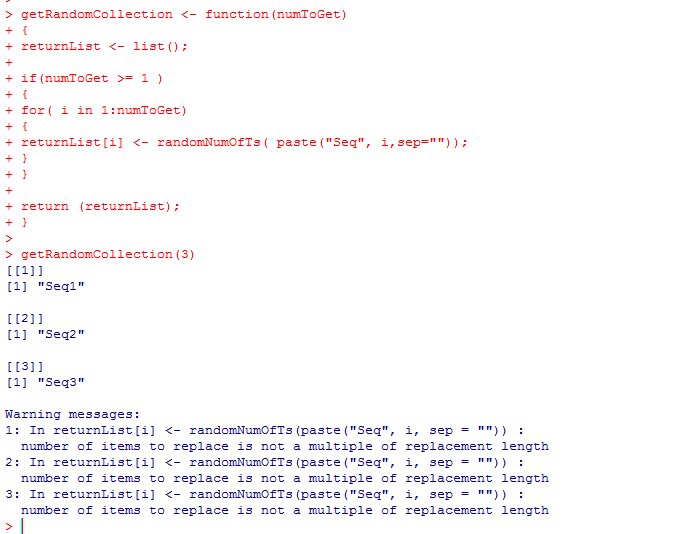 >
> getRandomCollection <- function(numToGet)
+ {
+ returnList <- list();
+
+ if(numToGet >= 1 )
+ {
+ for( i in 1:numToGet)
+ {
+ returnList[i] <- randomNumOfTs( paste("Seq", i,sep=""));
+ }
+ }
+
+ return (returnList);
+ }
>
> getRandomCollection(3)
[[1]]
[1] "Seq1"

[[2]]
[1] "Seq2"

[[3]]
[1] "Seq3"

Warning messages:
1: In returnList[i] <- randomNumOfTs(paste("Seq", i, sep = "")) :
  number of items to replace is not a multiple of replacement length
2: In returnList[i] <- randomNumOfTs(paste("Seq", i, sep = "")) :
  number of items to replace is not a multiple of replacement length
3: In returnList[i] <- randomNumOfTs(paste("Seq", i, sep = "")) :
  number of items to replace is not a multiple of replacement length
>